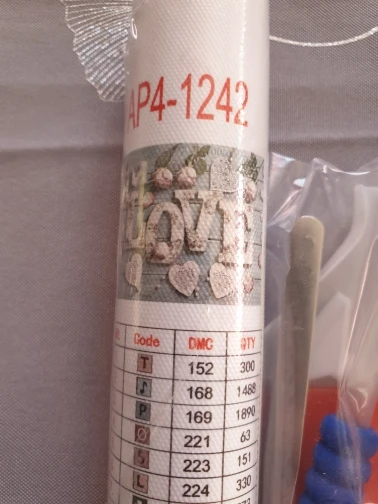 AP4-1242
LOVE
Code DMC QTY
T 152 300
♪ 168 1488
P 169 1890
221 63
223 151
L 224 330